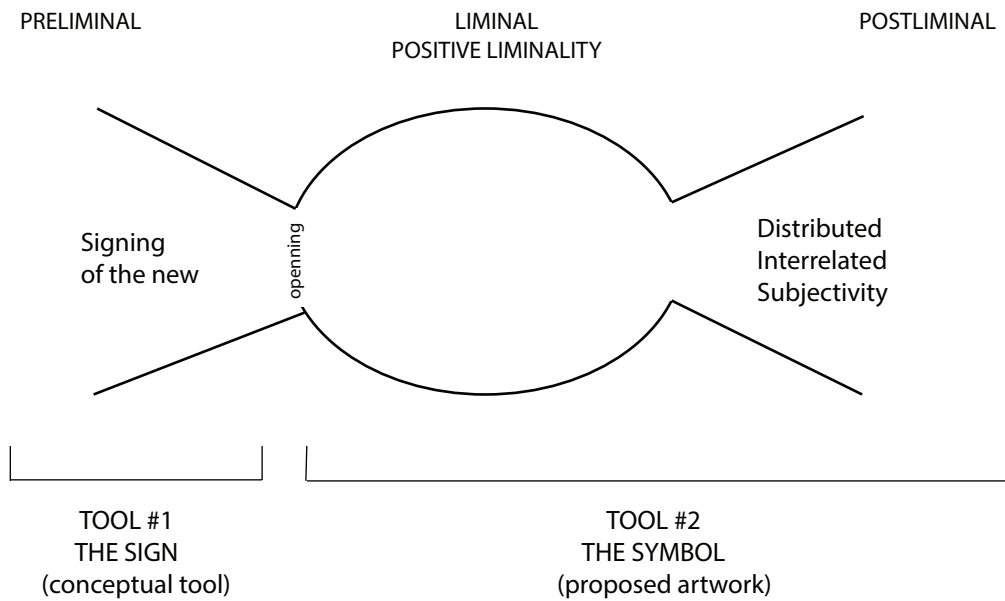 PRELIMINAL
LIMINAL
POSITIVE LIMINALITY
POSTLIMINAL
Signing
of the new
openning
Distributed
Interrelated
Subjectivity
TOOL #1
THE SIGN
(conceptual tool)
TOOL #2
THE SYMBOL
(proposed artwork)